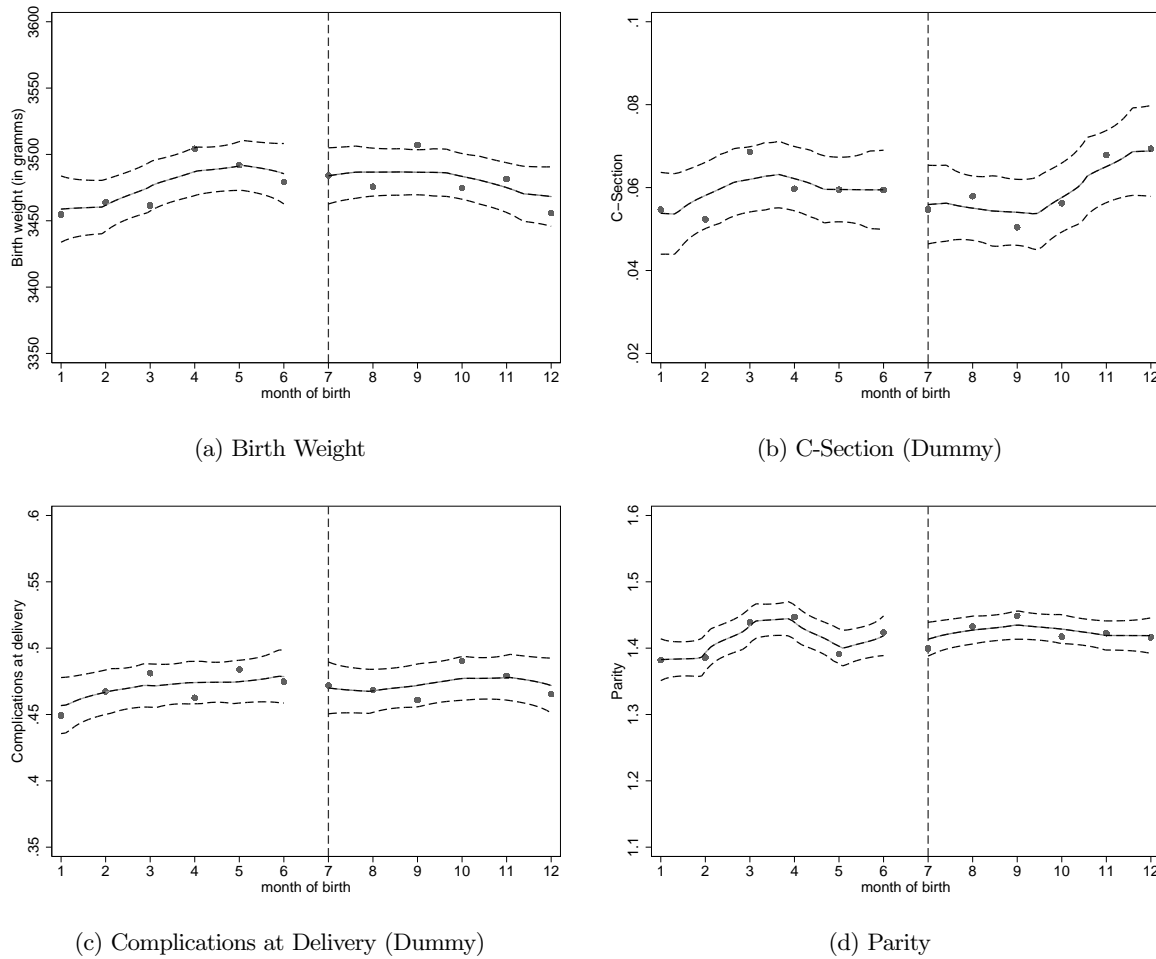 3600
3550
3500
3450
3400
3350
Birth weight (in gramms)
1 2 3 4 5 6 7 8 9 10 11 12
month of birth
(a) Birth Weight
.1
.08
.06
.04
.02
C−Section
1 2 3 4 5 6 7 8 9 10 11 12
month of birth
(b) C-Section (Dummy)
.6
.55
.5
.45
.4
.35
Complications at delivery
1 2 3 4 5 6 7 8 9 10 11 12
month of birth
(c) Complications at Delivery (Dummy)
1.6
1.5
1.4
1.3
1.2
1.1
Parity
1 2 3 4 5 6 7 8 9 10 11 12
month of birth
(d) Parity